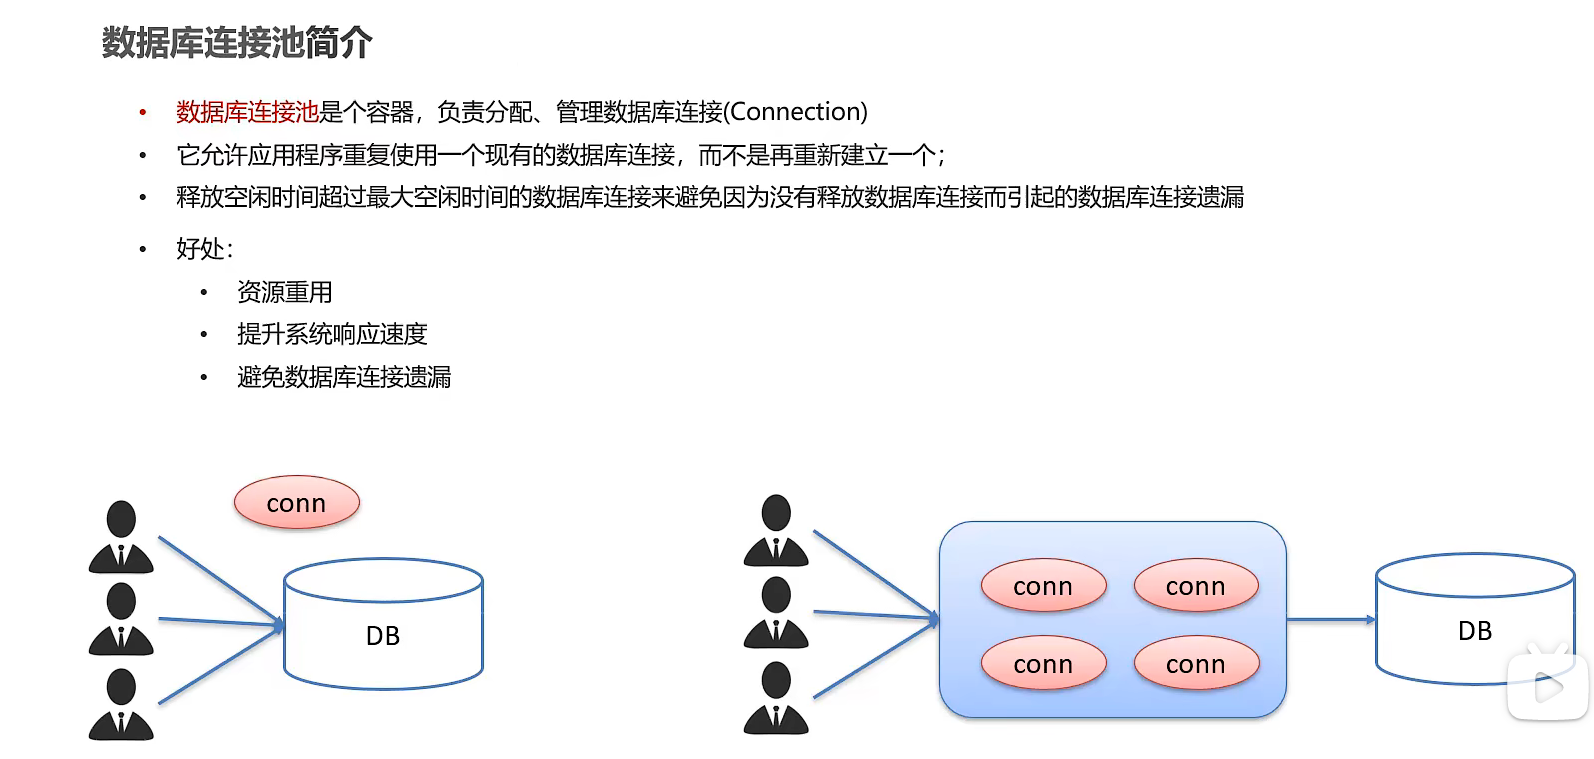 数据库连接池简介
• 数据库连接池是个容器，负责分配、管理数据库连接(Connection)
• 它允许应用程序重复使用一个现有的数据库连接，而不是再重新建立一个；
• 释放空闲时间超过最大空闲时间的数据库连接来避免因为没有释放数据库连接而引起的数据库连接遗漏
• 好处：
• 资源重用
• 提升系统响应速度
• 避免数据库连接遗漏
conn
DB
conn conn
conn conn
DB